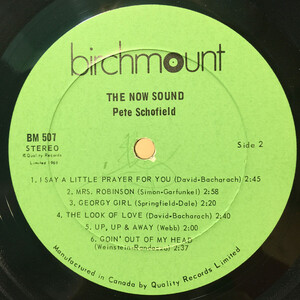 birchmount
THE NOW SOUND
Pete Schofield
BM 507
STEREO
℗Quality Records
Limited
Side 2
1. I SAY A LITTLE PRAYER FOR YOU (David-Bacharach) 2:45
2. MRS. ROBINSON (Simon-Garfunkel) 2:58
3. GEORGY GIRL (Springfield-Dale) 2:20
4. THE LOOK OF LOVE (David-Bacharach) 2:40
5. UP, UP & AWAY (Webb) 2:00
6. GOIN' OUT OF MY HEAD
(Weinstein-Randazzo) 2:37
Manufactured in Canada by Quality Records Limited